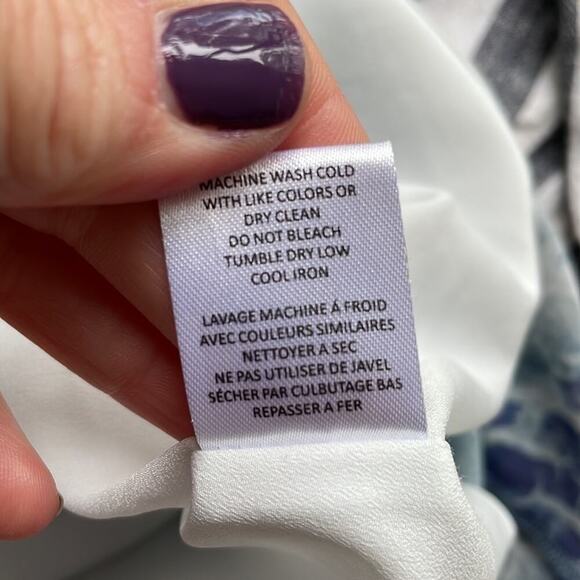 MACHINE WASH COLD
WITH LIKE COLORS OR
DRY CLEAN
DO NOT BLEACH
TUMBLE DRY LOW
COOL IRON
LAVAGE MACHINE Á FROID
AVEC COULEURS SIMILAIRES
NETTOYER A SEC
NE PAS UTILISER DE JAVEL
SÉCHER PAR CULBUTAGE BAS
REPASSER A FER